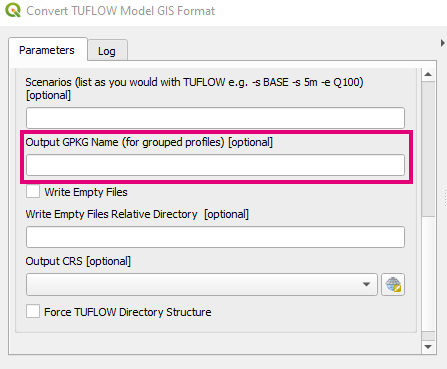 Convert TUFLOW Model GIS Format
Parameters
Log
Scenarios (list as you would with TUFLOW e.g. -s BASE -s 5m -e Q100)
[optional]
Output GPKG Name (for grouped profiles) [optional]
Write Empty Files
Write Empty Files Relative Directory [optional]
Output CRS [optional]
Force TUFLOW Directory Structure